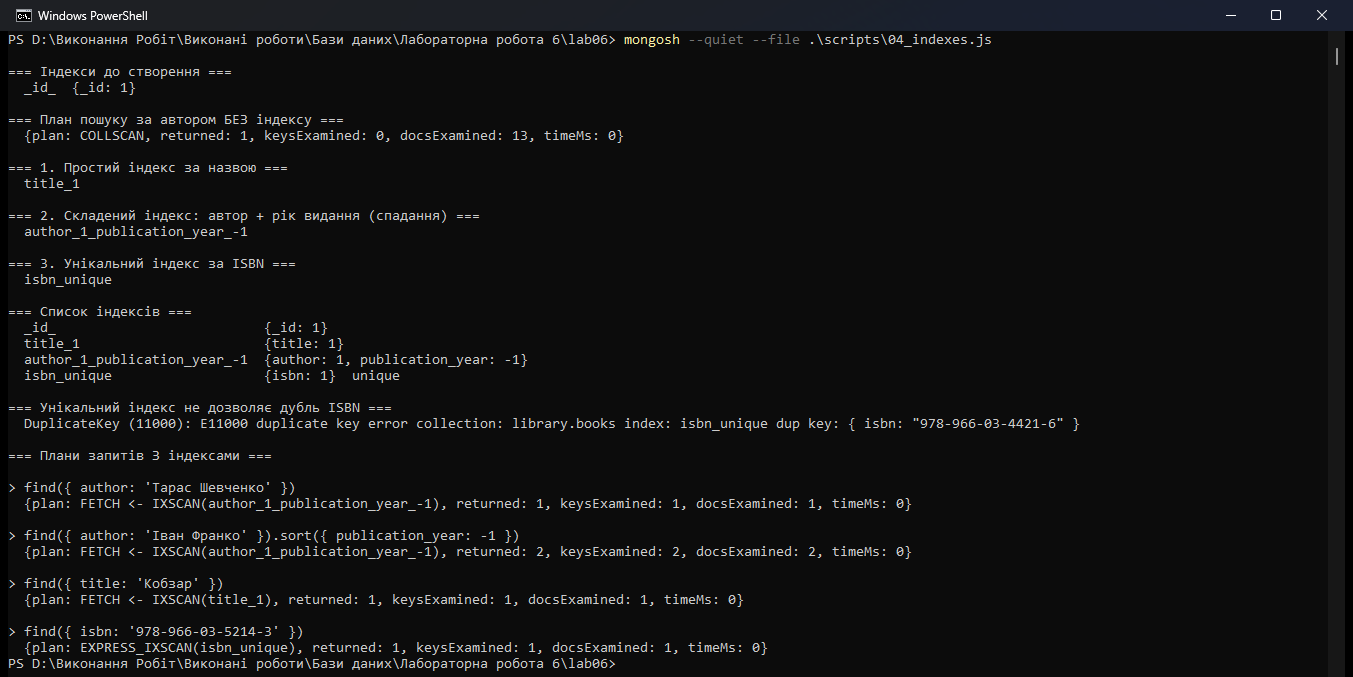 Windows PowerShell
PS D:\Виконання Робіт\Виконані роботи\Бази даних\Лабораторна робота 6\lab06> mongosh --quiet --file .\scripts\04_indexes.js
=== Індекси до створення ===
_id_  {_id: 1}
=== План пошуку за автором БЕЗ індексу ===
{plan: COLLSCAN, returned: 1, keysExamined: 0, docsExamined: 13, timeMs: 0}
=== 1. Простий індекс за назвою ===
title_1
=== 2. Складений індекс: автор + рік видання (спадання) ===
author_1_publication_year_-1
=== 3. Унікальний індекс за ISBN ===
isbn_unique
=== Список індексів ===
_id_                          {_id: 1}
title_1                       {title: 1}
author_1_publication_year_-1  {author: 1, publication_year: -1}
isbn_unique                   {isbn: 1}  unique
=== Унікальний індекс не дозволяє дубль ISBN ===
DuplicateKey (11000): E11000 duplicate key error collection: library.books index: isbn_unique dup key: { isbn: "978-966-03-4421-6" }
=== Плани запитів З індексами ===
> find({ author: 'Тарас Шевченко' })
{plan: FETCH <- IXSCAN(author_1_publication_year_-1), returned: 1, keysExamined: 1, docsExamined: 1, timeMs: 0}
> find({ author: 'Іван Франко' }).sort({ publication_year: -1 })
{plan: FETCH <- IXSCAN(author_1_publication_year_-1), returned: 2, keysExamined: 2, docsExamined: 2, timeMs: 0}
> find({ title: 'Кобзар' })
{plan: FETCH <- IXSCAN(title_1), returned: 1, keysExamined: 1, docsExamined: 1, timeMs: 0}
> find({ isbn: '978-966-03-5214-3' })
{plan: EXPRESS_IXSCAN(isbn_unique), returned: 1, keysExamined: 1, docsExamined: 1, timeMs: 0}
PS D:\Виконання Робіт\Виконані роботи\Бази даних\Лабораторна робота 6\lab06>